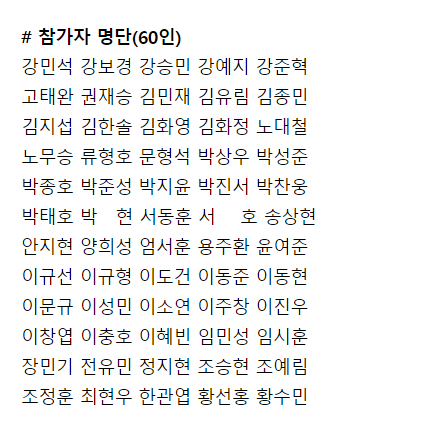 # 참가자 명단(60인)
강민석 강보경 강승민 강예지 강준혁
고태완 권재승 김민재 김유림 김종민
김지섭 김한솔 김화영 김화정 노대철
노무승 류형호 문형석 박상우 박성준
박종호 박준성 박지윤 박진서 박찬웅
박태호 박 현 서동훈 서 호 송상현
안지현 양희성 엄서훈 용주환 윤여준
이규선 이규형 이도건 이동준 이동현
이문규 이성민 이소연 이주창 이진우
이창엽 이충호 이혜빈 임민성 임시훈
장민기 전유민 정지현 조승현 조예림
조정훈 최현우 한관엽 황선홍 황수민